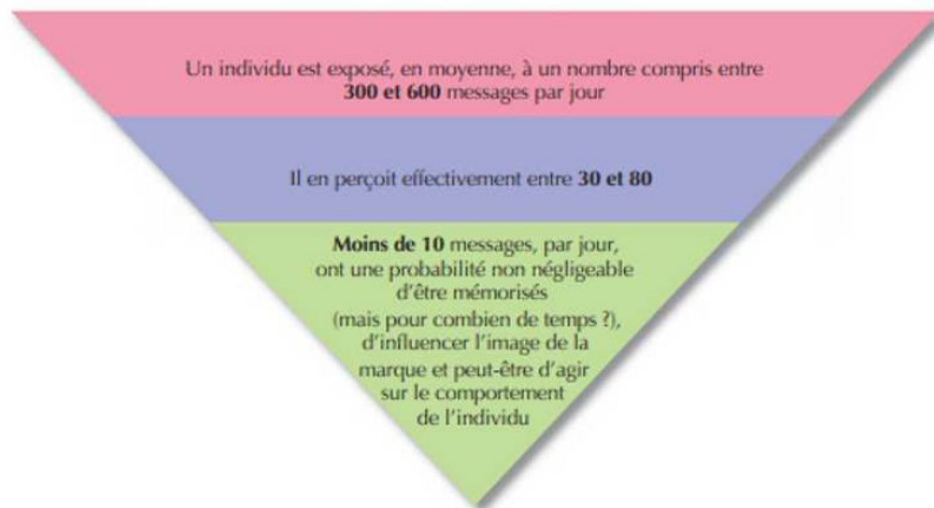 Un individu est exposé, en moyenne, à un nombre compris entre
300 et 600 messages par jour
Il en perçoit effectivement entre 30 et 80
Moins de 10 messages, par jour,
ont une probabilité non négligeable
d'être mémorisés
(mais pour combien de temps ?),
d'influencer l'image de la
marque et peut-être d'agir
sur le comportement
de l'individu